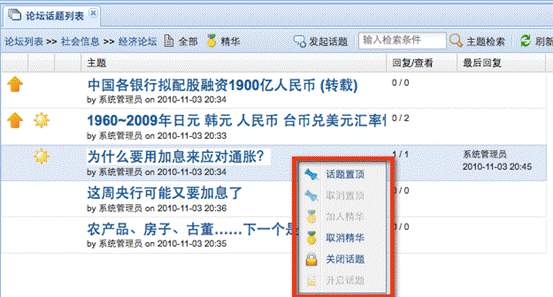 论坛话题列表
论坛列表 >> 社会信息 >> 经济论坛 全部 精华 发起话题 输入检索条件 主题检索 刷新
主题 回复/查看 最后回复
中国各银行拟配股融资1900亿人民币 (转载) 0 / 0
by 系统管理员 on 2010-11-03 20:34
1960~2009年日元 韩元 人民币 台币兑美元汇率 0 / 2
by 系统管理员 on 2010-11-03 20:33
为什么要用加息来应对通胀? 1 / 1 系统管理员
by 系统管理员 on 2010-11-03 20:34 2010-11-03 20:45
这周央行可能又要加息了 0 / 0
by 系统管理员 on 2010-11-03 20:36
农产品、房子、古董……下一个是 0 / 0
by 系统管理员 on 2010-11-03 20:35
话题置顶
取消置顶
加入精华
取消精华
关闭话题
开启话题